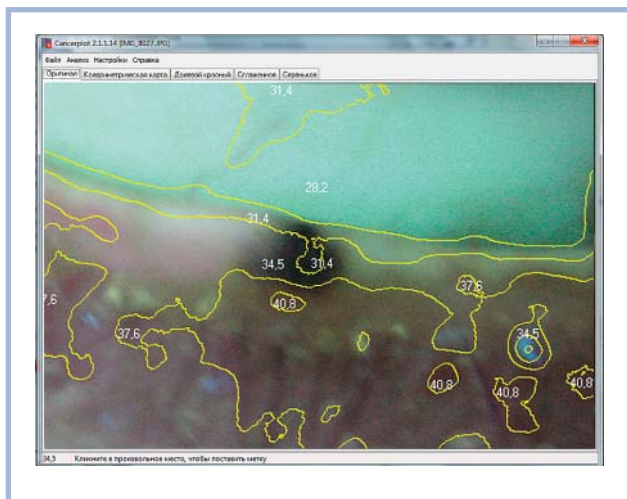 Cancerplot 2.1.1.14 [IMG_8027.JPG]
Файл Анализ Настройки Справка
Оригинал Колориметрическая карта Долевой красный Сглаженное Серенькое
31,4
28,2
31,4
34,5 31,4
37,6
7,6
40,8
37,6
34,5
40,8 40,8 40,8
34,5 Кликните в произвольное место, чтобы поставить метку